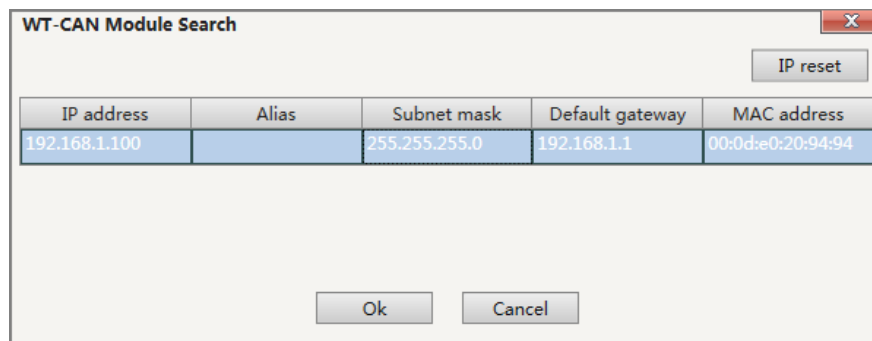 WT-CAN Module Search
IP reset
IP address Alias Subnet mask Default gateway MAC address
192.168.1.100 255.255.255.0 192.168.1.1 00:0d:e0:20:94:94
Ok Cancel